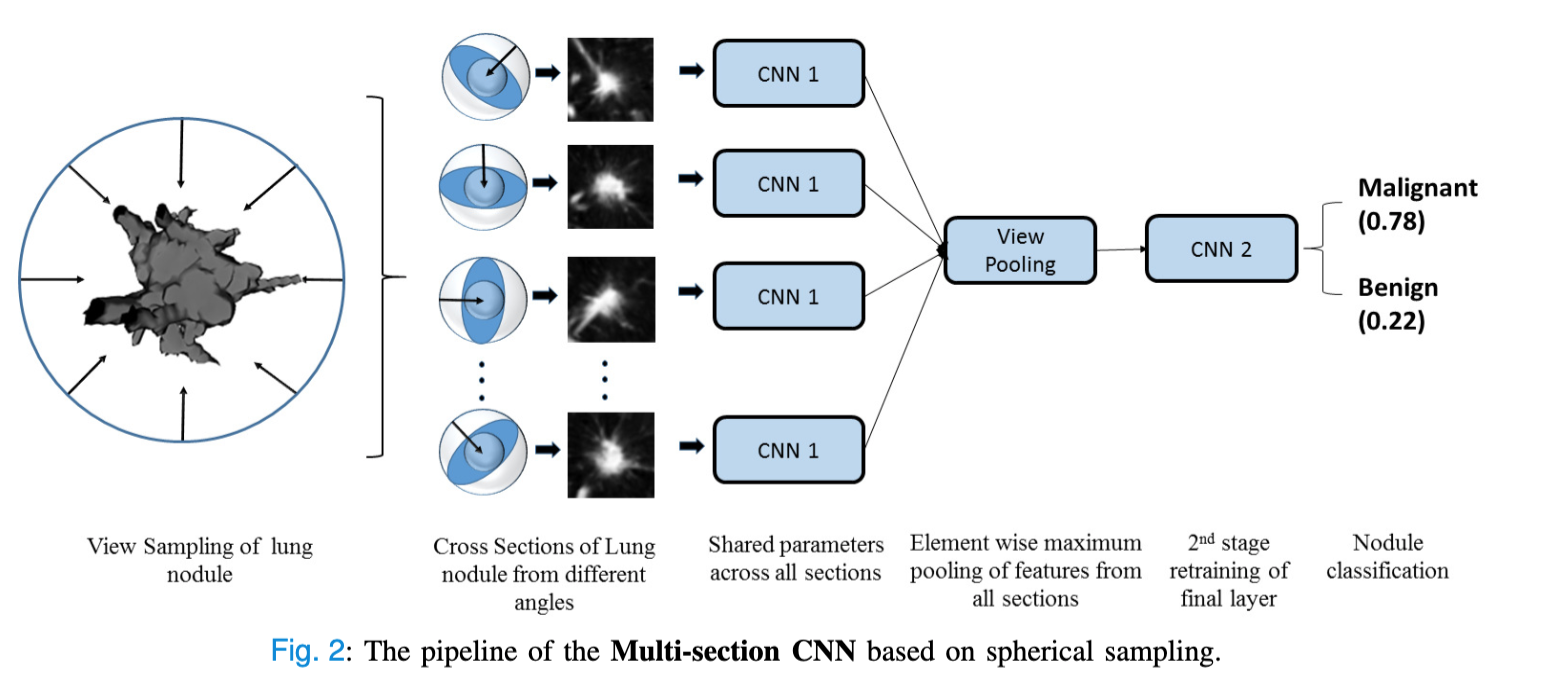 CNN 1
CNN 1
CNN 1
CNN 1
View
Pooling
CNN 2
Malignant
(0.78)
Benign
(0.22)
View Sampling of lung
nodule
Cross Sections of Lung
nodule from different
angles
Shared parameters
across all sections
Element wise maximum
pooling of features from
all sections
2nd stage
retraining of
final layer
Nodule
classification
Fig. 2: The pipeline of the Multi-section CNN based on spherical sampling.